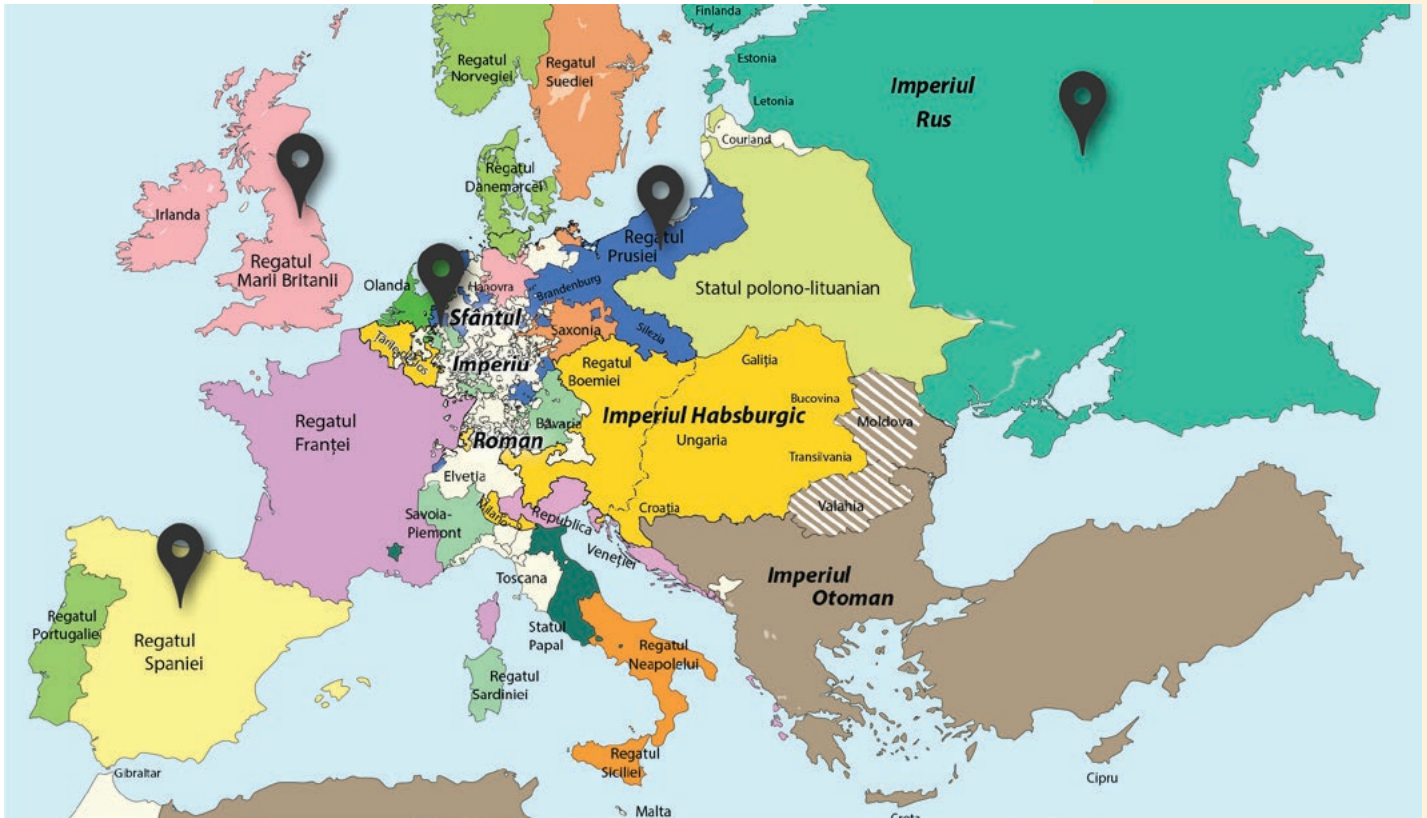 Finlanda
Regatul
Norvegiei
Regatul
Suediei
Estonia
Letonia
Imperiul
Rus
Courland
Regatul
Danemarcei
Irlanda
Regatul
Marii Britanii
Olanda
Hanovra
Regatul
Prusiei
Brandenburg
Statul polono-lituanian
Sfântul
Imperiu
Roman
Saxonia
Silezia
Regatul
Boemiei
Galiția
Bucovina
Moldova
Imperiul Habsburgic
Ungaria
Transilvania
Bavaria
Regatul
Franței
Elveția
Croația
Valahia
Savoia-
Piemont
Milano
Republica
Veneției
Toscana
Imperiul
Otoman
Regatul
Portugaliei
Regatul
Spaniei
Statul
Papal
Regatul
Neapolelui
Regatul
Sardiniei
Regatul
Siciliei
Gibraltar
Malta
Cipru
Creta